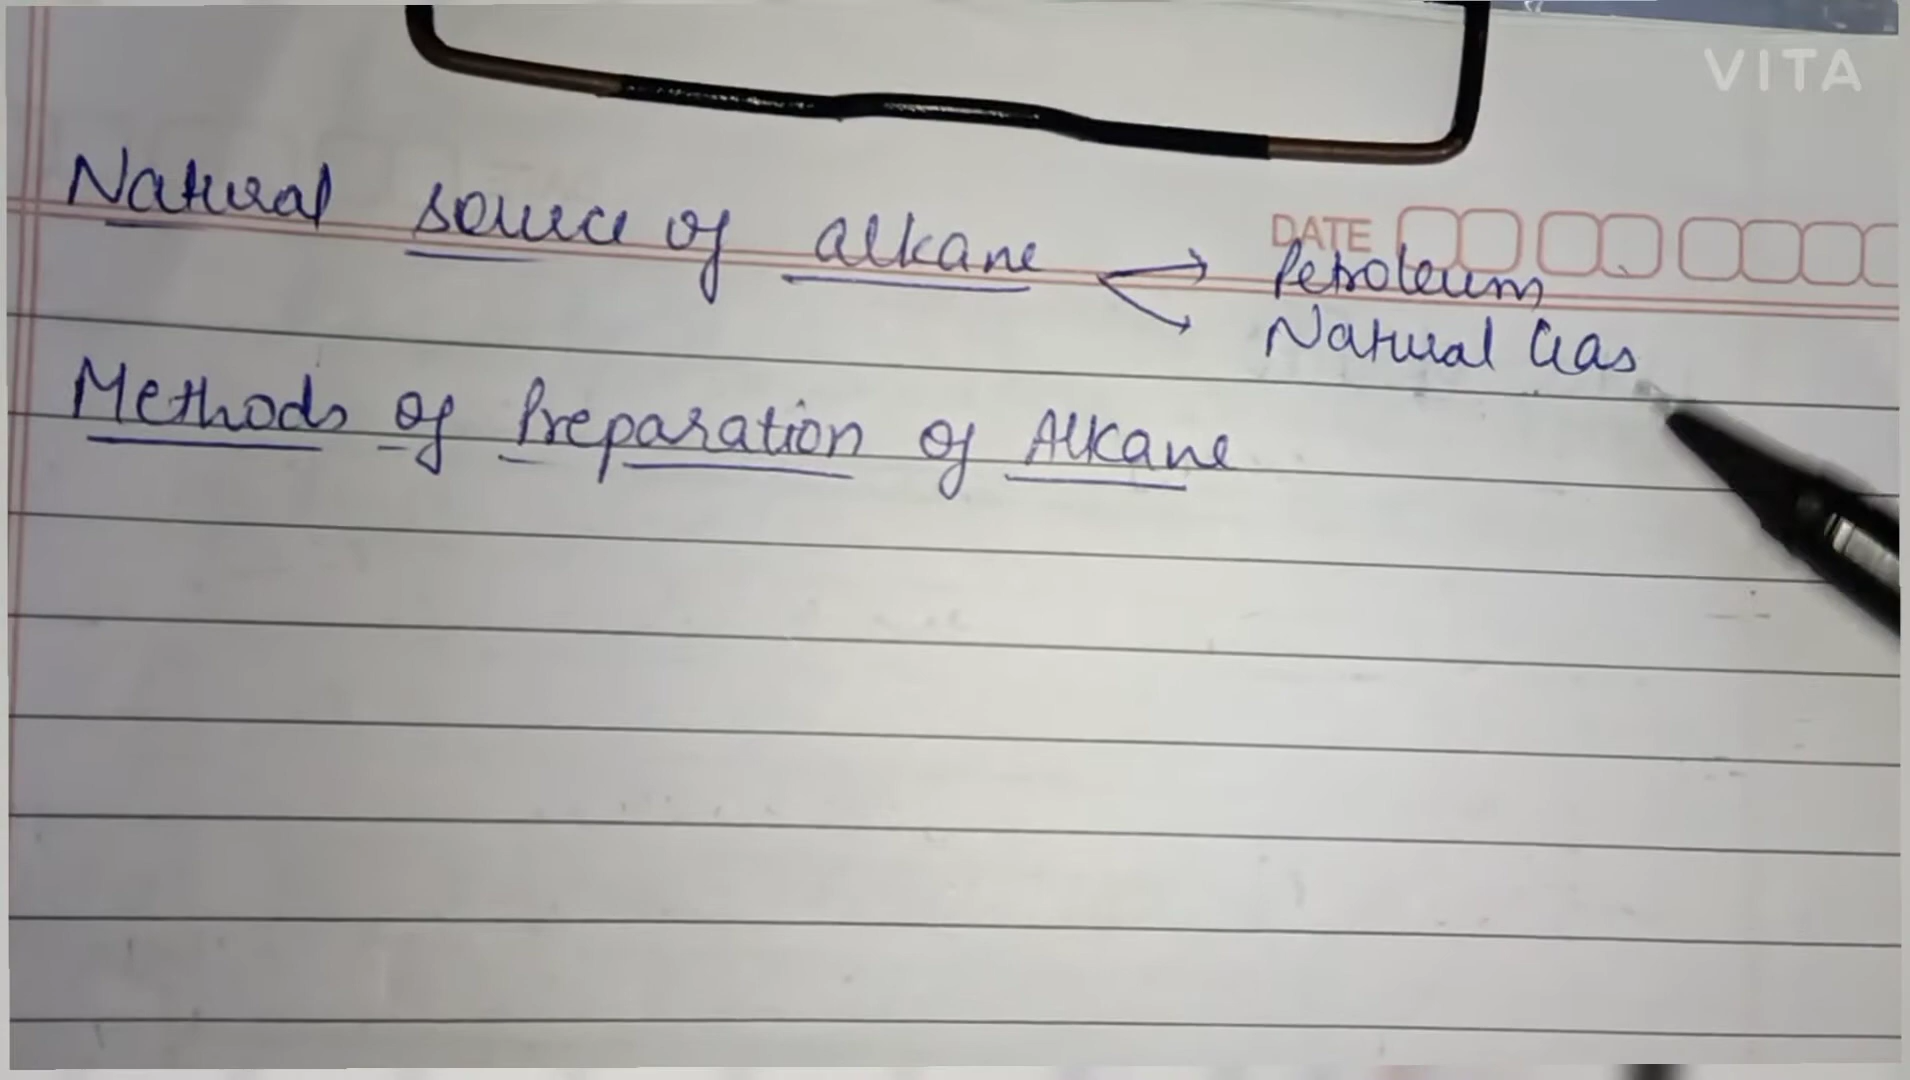 VITA
DATE
Natural source of alkane → Petroleum
→ Natural Gas
Methods of Preparation of Alkane